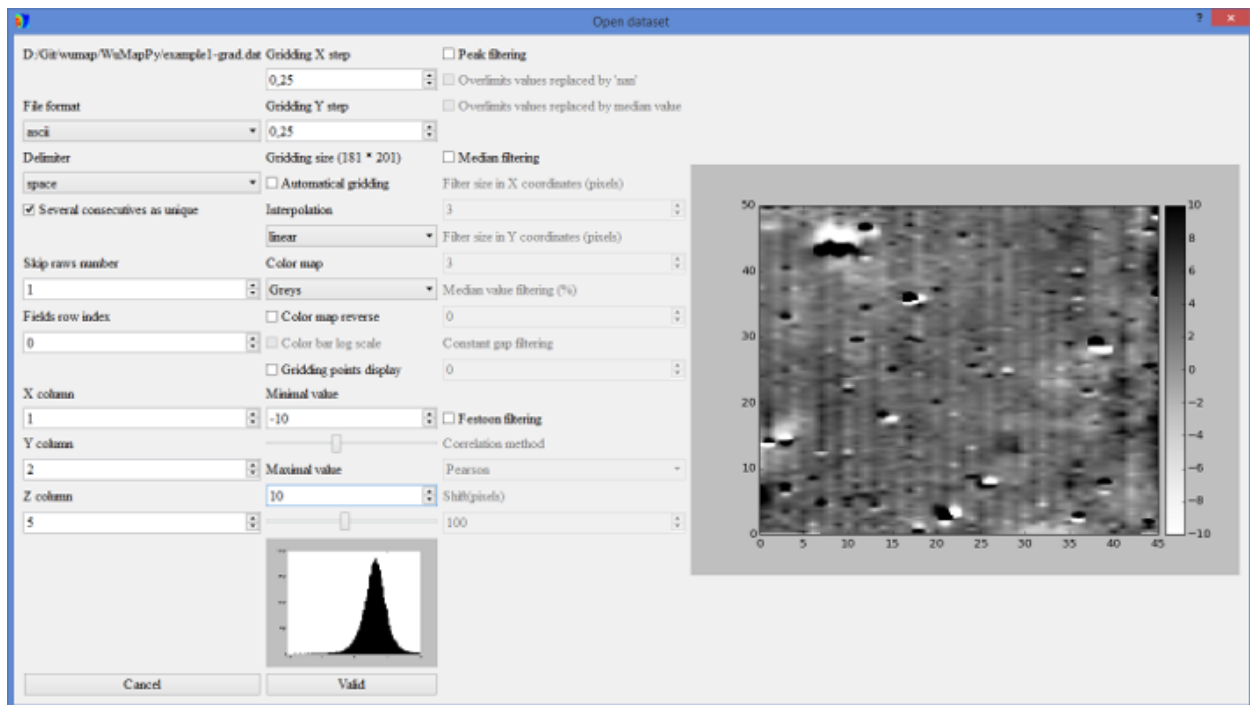 Open dataset
?
×
D:/Git/wumap/WuMapPy/example1-grad.dat
File format
ascii
Delimiter
space
Several consecutives as unique
Skip raws number
1
Fields row index
0
X column
1
Y column
2
Z column
5
Cancel
Gridding X step
0,25
Gridding Y step
0,25
Gridding size (181 * 201)
Automatical gridding
Interpolation
linear
Color map
Greys
Color map reverse
Color bar log scale
Gridding points display
Minimal value
-10
Maximal value
10
Valid
Peak filtering
Overlimits values replaced by 'nan'
Overlimits values replaced by median value
Median filtering
Filter size in X coordinates (pixels)
3
Filter size in Y coordinates (pixels)
3
Median value filtering (%)
0
Constant gap filtering
0
Festoon filtering
Correlation method
Pearson
Shift(pixels)
100
50
40
30
20
10
0
0 5 10 15 20 25 30 35 40 45
10
8
6
4
2
0
−2
−4
−6
−8
−10